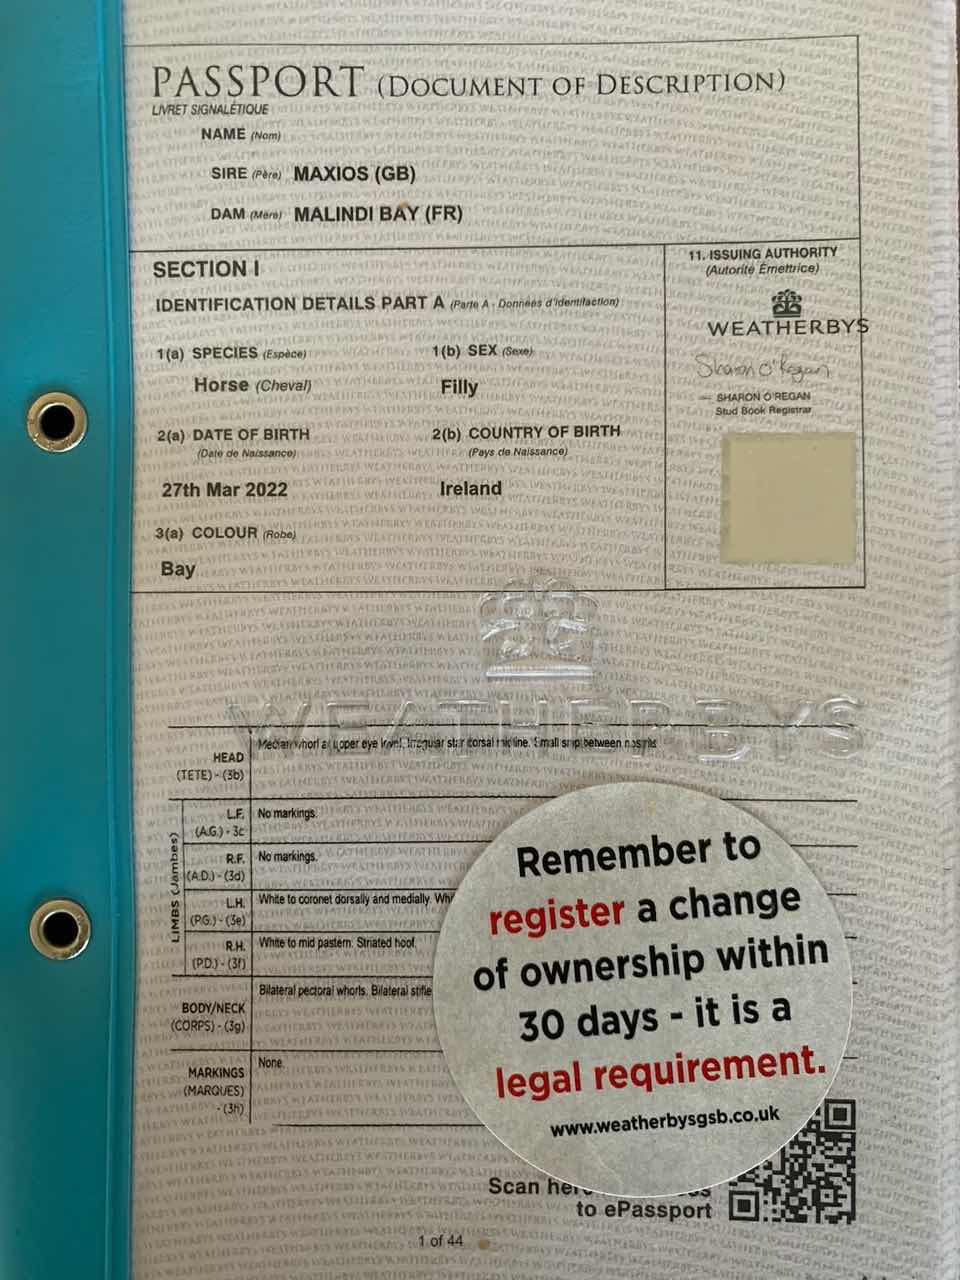 PASSPORT (DOCUMENT OF DESCRIPTION)
LIVRET SIGNALÉTIQUE
NAME (Nom)
SIRE (Père) MAXIOS (GB)
DAM (Mère) MALINDI BAY (FR)
SECTION I
IDENTIFICATION DETAILS PART A (Parte A - Données d'identifaction)
1(a) SPECIES (Espèce)
Horse (Cheval)
1(b) SEX (Sexe)
Filly
2(a) DATE OF BIRTH
(Date de Naissance)
27th Mar 2022
2(b) COUNTRY OF BIRTH
(Pays de Naissance)
Ireland
3(a) COLOUR (Robe)
Bay
11. ISSUING AUTHORITY
(Autorité Émettrice)
WEATHERBYS
Sharon O'Regan
SHARON O'REGAN
Stud Book Registrar
WEATHERBYS
HEAD
(TETE) - (3b)
Median whorl at upper eye level. Irregular star dorsal midline. Small snip between nostrils
LIMBS (Jambes)
L.F.
(A.G.) - 3c
No markings.
R.F.
(A.D.) - (3d)
No markings.
L.H.
(P.G.) - (3e)
White to coronet dorsally and medially.
R.H.
(P.D.) - (3f)
White to mid pastern. Striated hoof.
BODY/NECK
(CORPS) - (3g)
Bilateral pectoral whorls. Bilateral stifle
MARKINGS
(MARQUES)
- (3h)
None.
Remember to
register a change
of ownership within
30 days - it is a
legal requirement.
www.weatherbysgsb.co.uk
Scan
to ePassport
1 of 44